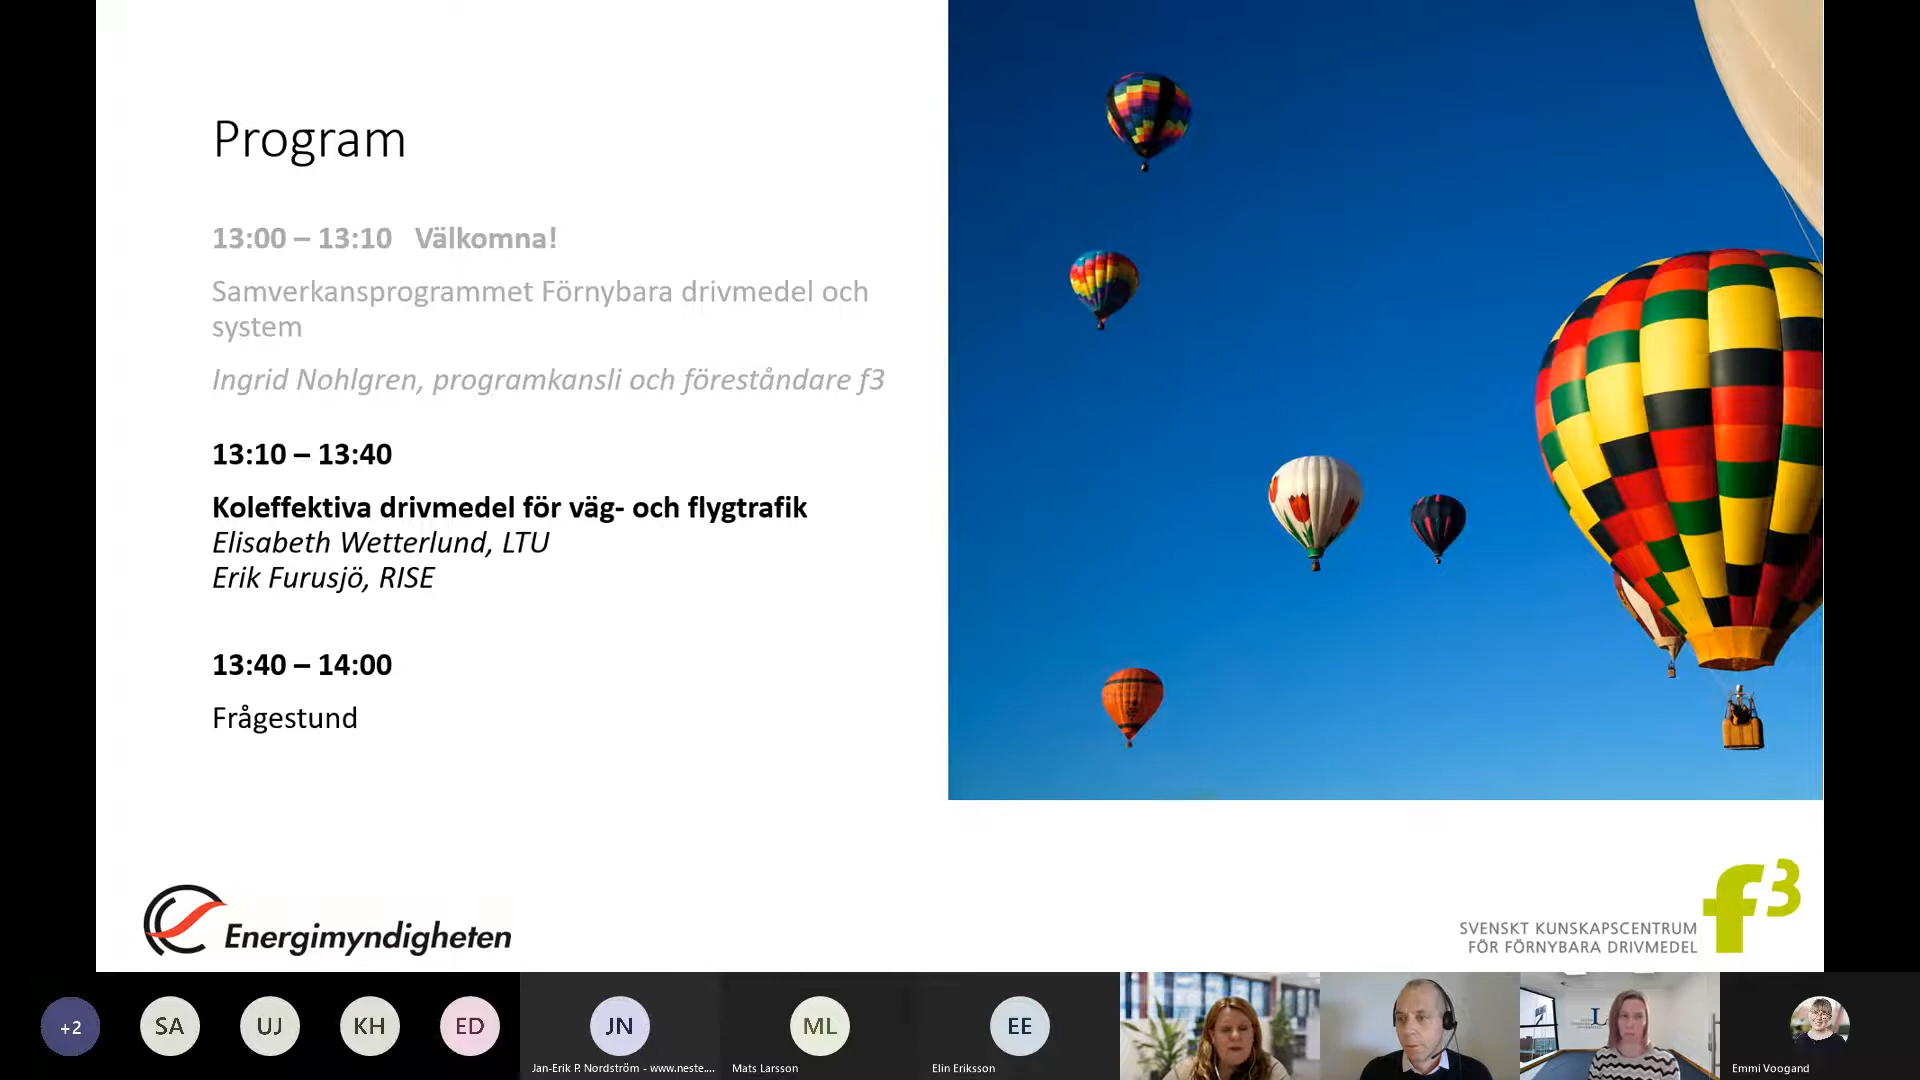 Program
13:00 – 13:10   Välkomna!
Samverkansprogrammet Förnybara drivmedel och
system
Ingrid Nohlgren, programkansli och föreståndare f3
13:10 – 13:40
Koleffektiva drivmedel för väg- och flygtrafik
Elisabeth Wetterlund, LTU
Erik Furusjö, RISE
13:40 – 14:00
Frågestund
Energimyndigheten
SVENSKT KUNSKAPSCENTRUM
FÖR FÖRNYBARA DRIVMEDEL
f3
+2
SA
UJ
KH
ED
JN
ML
EE
Jan-Erik P. Nordström - www.neste....
Mats Larsson
Elin Eriksson
Emmi Voogand